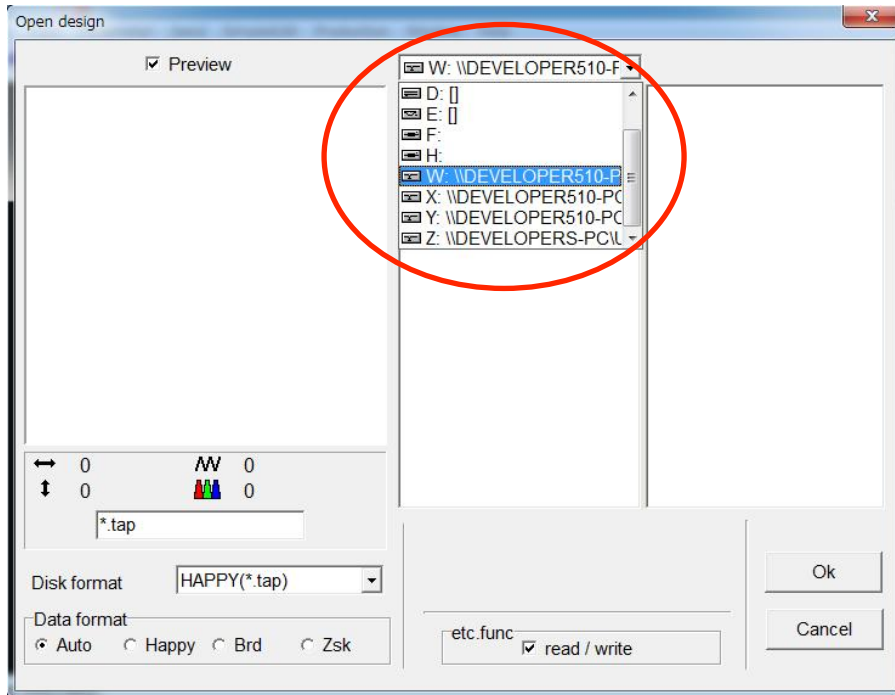 Open design
Preview
W: \\DEVELOPER510-F
D: []
E: []
F:
H:
W: \\DEVELOPER510-P
X: \\DEVELOPER510-PC
Y: \\DEVELOPER510-PC
Z: \\DEVELOPERS-PC\U
0 0
0 0
*.tap
Disk format HAPPY(*.tap)
Data format
Auto Happy Brd Zsk
etc.func
read / write
Ok
Cancel